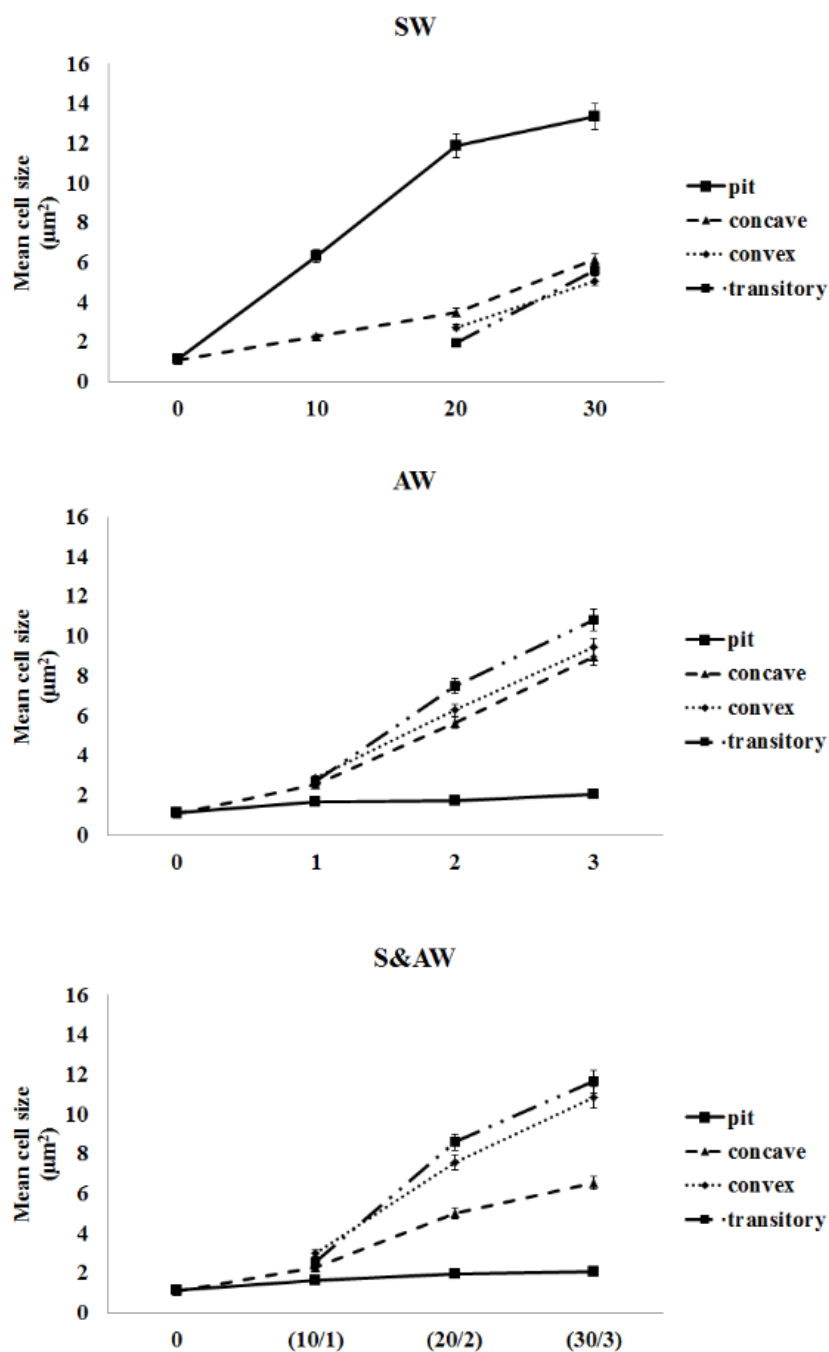 SW
16
14
12
10
8
6
4
2
0
Mean cell size
(µm²)
0 10 20 30
pit
concave
convex
transitory
AW
16
14
12
10
8
6
4
2
0
Mean cell size
(µm²)
0 1 2 3
pit
concave
convex
transitory
S&AW
16
14
12
10
8
6
4
2
0
Mean cell size
(µm²)
0 (10/1) (20/2) (30/3)
pit
concave
convex
transitory